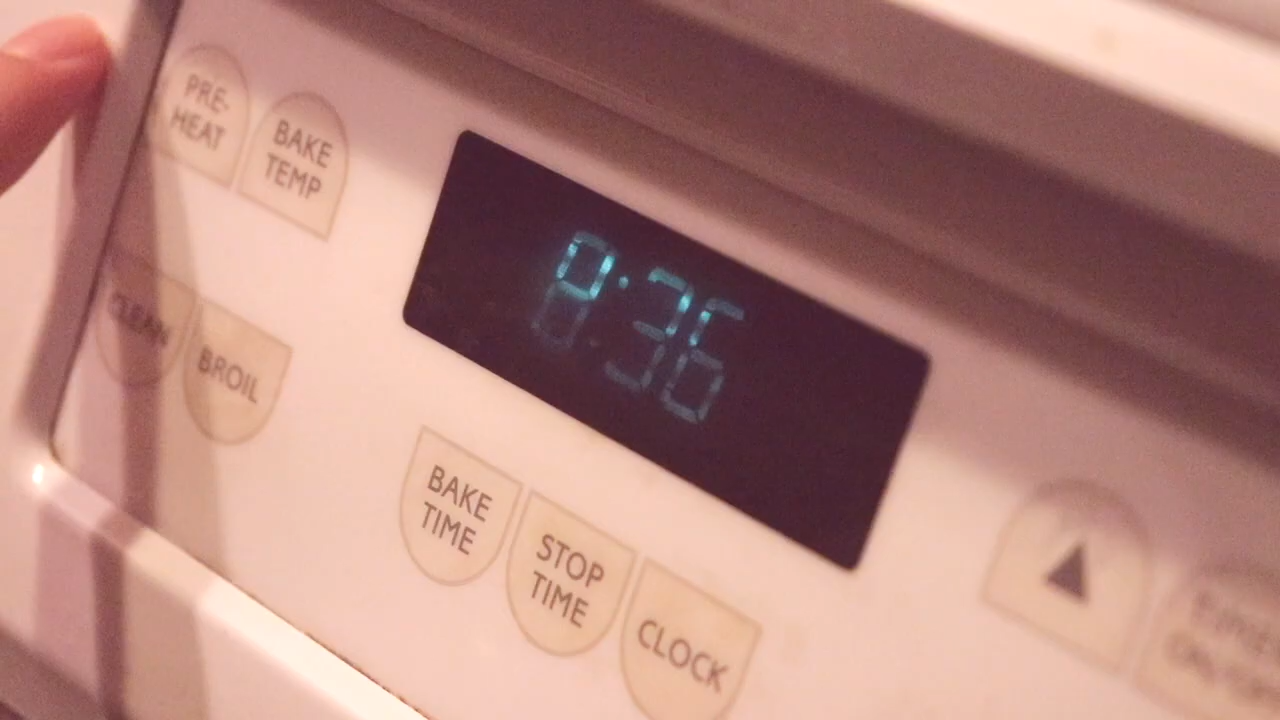 PRE-
HEAT
BAKE
TEMP
8:36
CLEAN
BROIL
BAKE
TIME
STOP
TIME
CLOCK